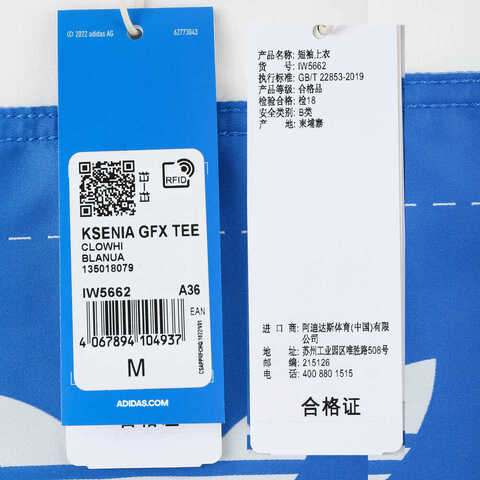 © 2022 adidas AG 62773043
RFID
KSENIA GFX TEE
CLOWHI
BLANUA
135018079
IW5662 A36
EAN
4 067894 104937
M
ADIDAS.COM
合格证
产品名称: 短袖上衣
货 号: IW5662
执行标准: GB/T 22853-2019
产品等级: 合格品
检验合格: 检18
安全类别: B类
产 地: 柬埔寨
进 口 商: 阿迪达斯体育(中国)有限
公司
地 址: 苏州工业园区唯胜路508号
邮 编: 215126
电 话: 400 880 1515
合格证